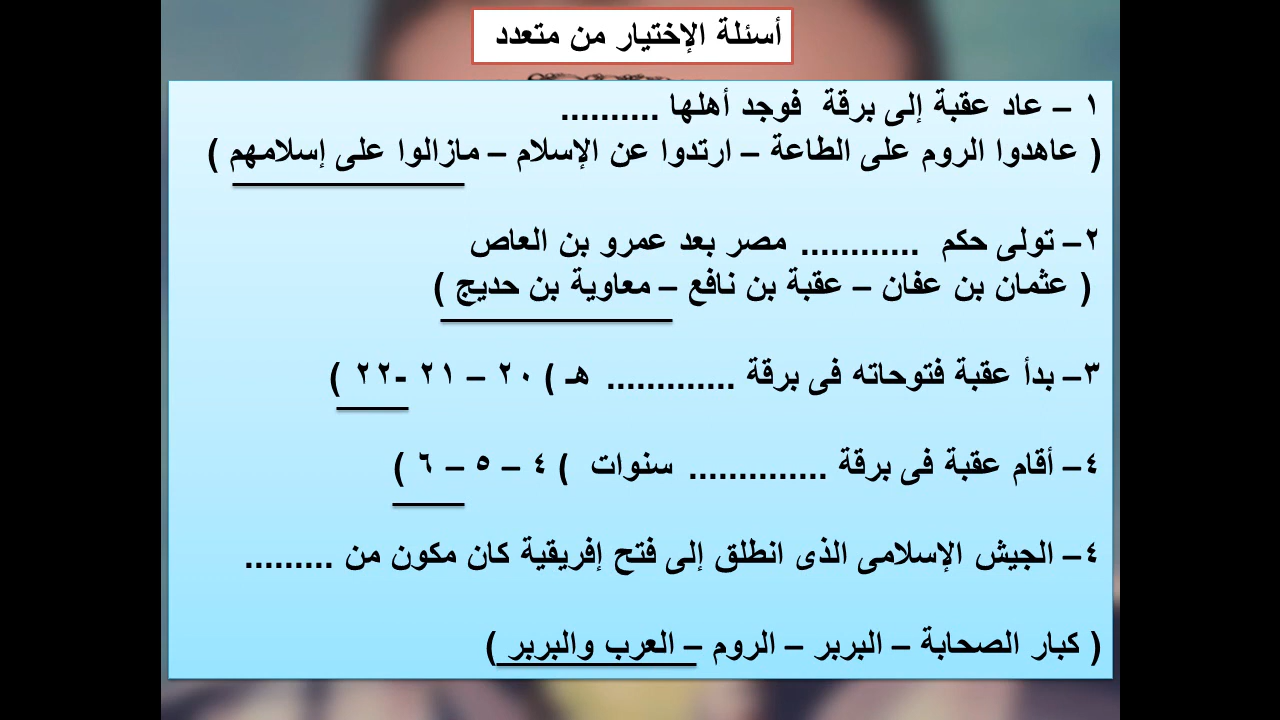 أسئلة الإختيار من متعدد
١ – عاد عقبة إلى برقة فوجد أهلها ..........
( عاهدوا الروم على الطاعة – ارتدوا عن الإسلام – مازالوا على إسلامهم )
٢– تولى حكم ............ مصر بعد عمرو بن العاص
( عثمان بن عفان – عقبة بن نافع – معاوية بن حديج )
٣– بدأ عقبة فتوحاته فى برقة ............. هـ ) ٢٠ – ٢١ -٢٢ )
٤– أقام عقبة فى برقة .............. سنوات ) ٤ – ٥ – ٦ )
٤– الجيش الإسلامى الذى انطلق إلى فتح إفريقية كان مكون من .........
( كبار الصحابة – البربر – الروم – العرب والبربر )